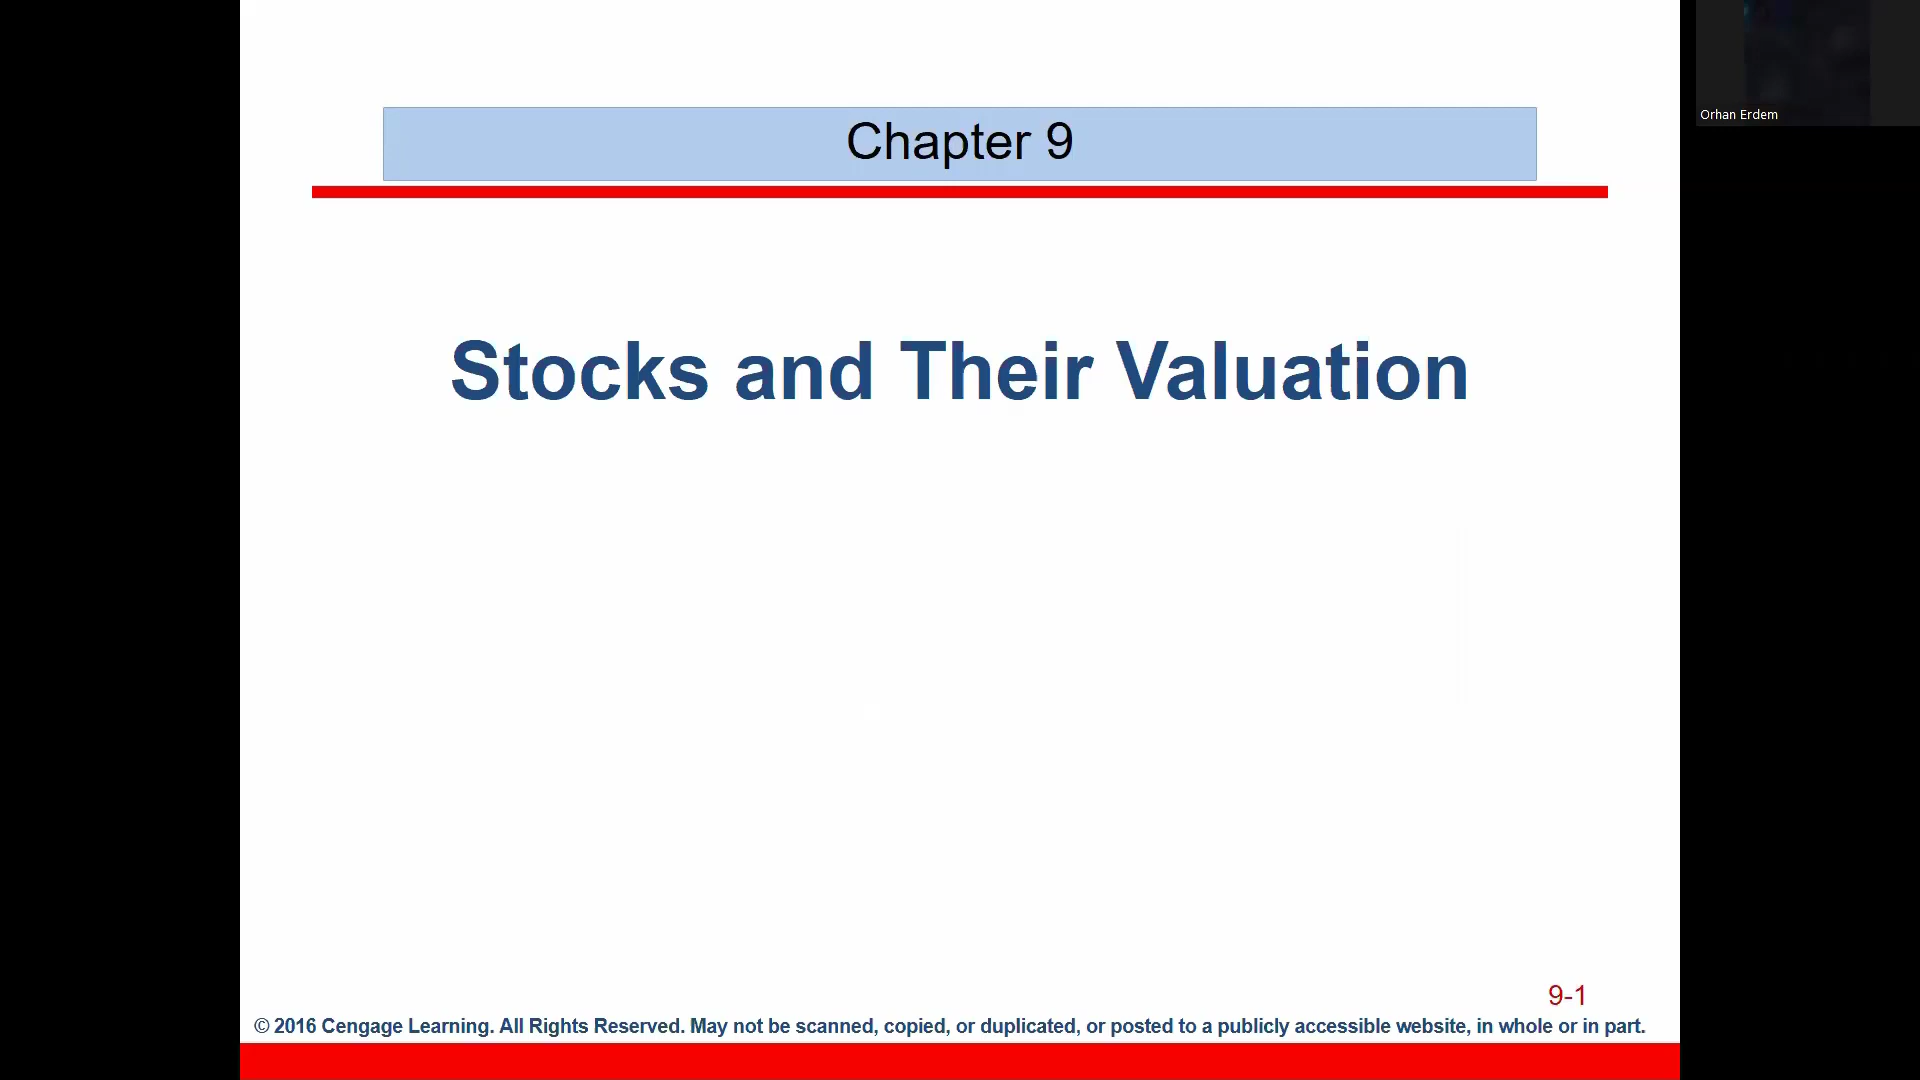 Chapter 9
Orhan Erdem
Stocks and Their Valuation
9-1
© 2016 Cengage Learning. All Rights Reserved. May not be scanned, copied, or duplicated, or posted to a publicly accessible website, in whole or in part.